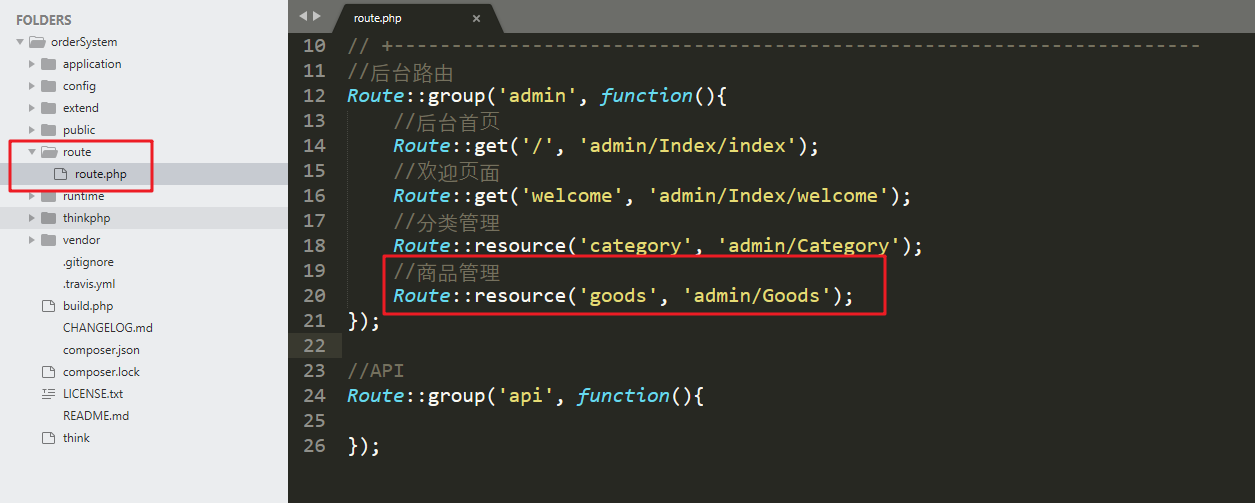 FOLDERS
orderSystem
application
config
extend
public
route
route.php
runtime
thinkphp
vendor
.gitignore
.travis.yml
build.php
CHANGELOG.md
composer.json
composer.lock
LICENSE.txt
README.md
think
route.php ×
10 // +----------------------------------------------------------------------
11 //后台路由
12 Route::group('admin', function(){
13 //后台首页
14 Route::get('/', 'admin/Index/index');
15 //欢迎页面
16 Route::get('welcome', 'admin/Index/welcome');
17 //分类管理
18 Route::resource('category', 'admin/Category');
19 //商品管理
20 Route::resource('goods', 'admin/Goods');
21 });
22
23 //API
24 Route::group('api', function(){
25
26 });